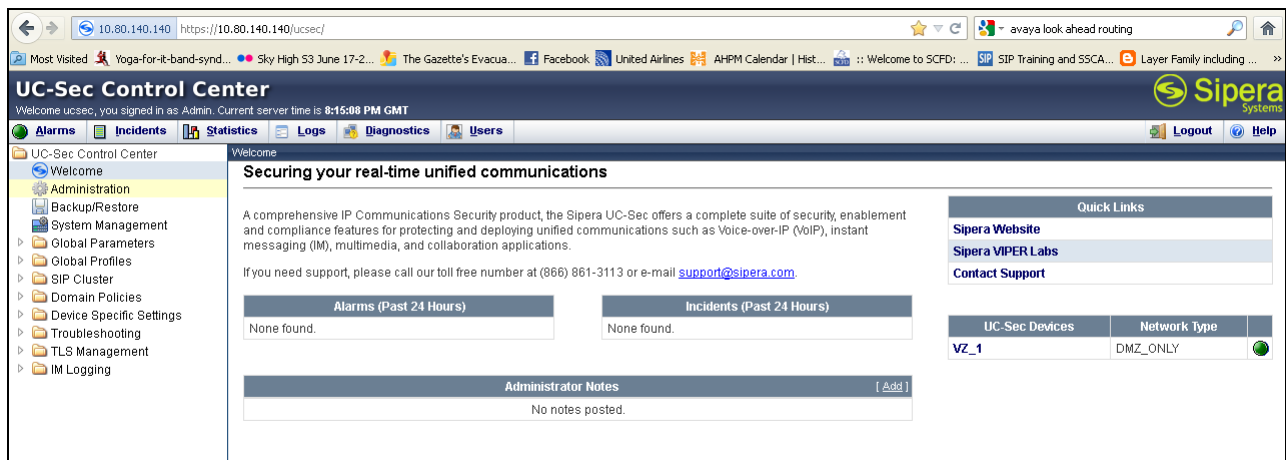 10.80.140.140 https://10.80.140.140/ucsec/ avaya look ahead routing
Most Visited Yoga-for-it-band-synd... Sky High S3 June 17-2... The Gazette's Evacua... Facebook United Airlines AHPM Calendar | Hist... :: Welcome to SCFD: ... SIP SIP Training and SSCA... Layer Family including ... »
UC-Sec Control Center
Sipera
Systems
Welcome ucsec, you signed in as Admin. Current server time is 8:15:08 PM GMT
Alarms Incidents Statistics Logs Diagnostics Users Logout Help
UC-Sec Control Center
Welcome
Administration
Backup/Restore
System Management
Global Parameters
Global Profiles
SIP Cluster
Domain Policies
Device Specific Settings
Troubleshooting
TLS Management
IM Logging
Welcome
Securing your real-time unified communications
A comprehensive IP Communications Security product, the Sipera UC-Sec offers a complete suite of security, enablement
and compliance features for protecting and deploying unified communications such as Voice-over-IP (VoIP), instant
messaging (IM), multimedia, and collaboration applications.
If you need support, please call our toll free number at (866) 861-3113 or e-mail support@sipera.com.
Alarms (Past 24 Hours)
None found.
Incidents (Past 24 Hours)
None found.
Administrator Notes [ Add ]
No notes posted.
Quick Links
Sipera Website
Sipera VIPER Labs
Contact Support
UC-Sec Devices Network Type
VZ_1 DMZ_ONLY